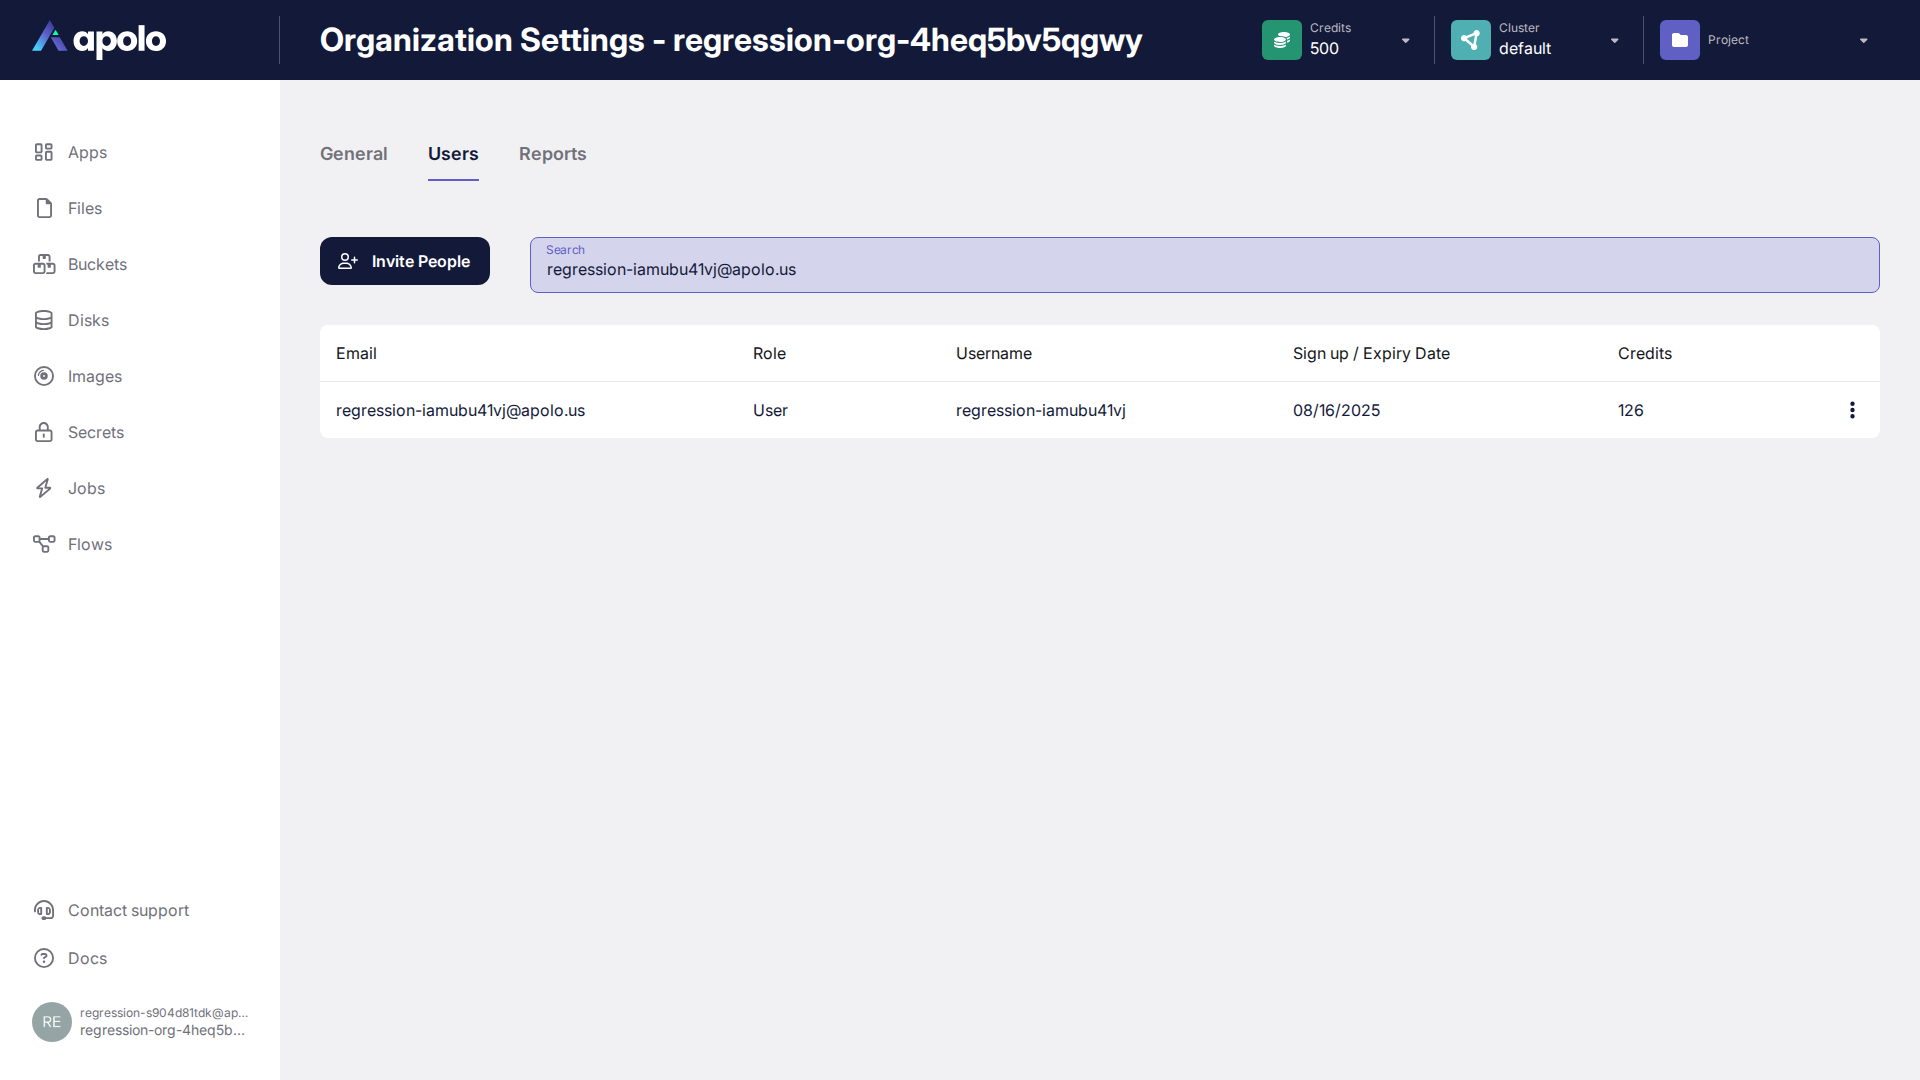 apolo
Organization Settings - regression-org-4heq5bv5qgwy
Credits
500
Cluster
default
Project
Apps
Files
Buckets
Disks
Images
Secrets
Jobs
Flows
Contact support
Docs
RE
regression-s904d81tdk@ap...
regression-org-4heq5b...
General
Users
Reports
Invite People
Search
regression-iamubu41vj@apolo.us
Email Role Username Sign up / Expiry Date Credits
regression-iamubu41vj@apolo.us User regression-iamubu41vj 08/16/2025 126